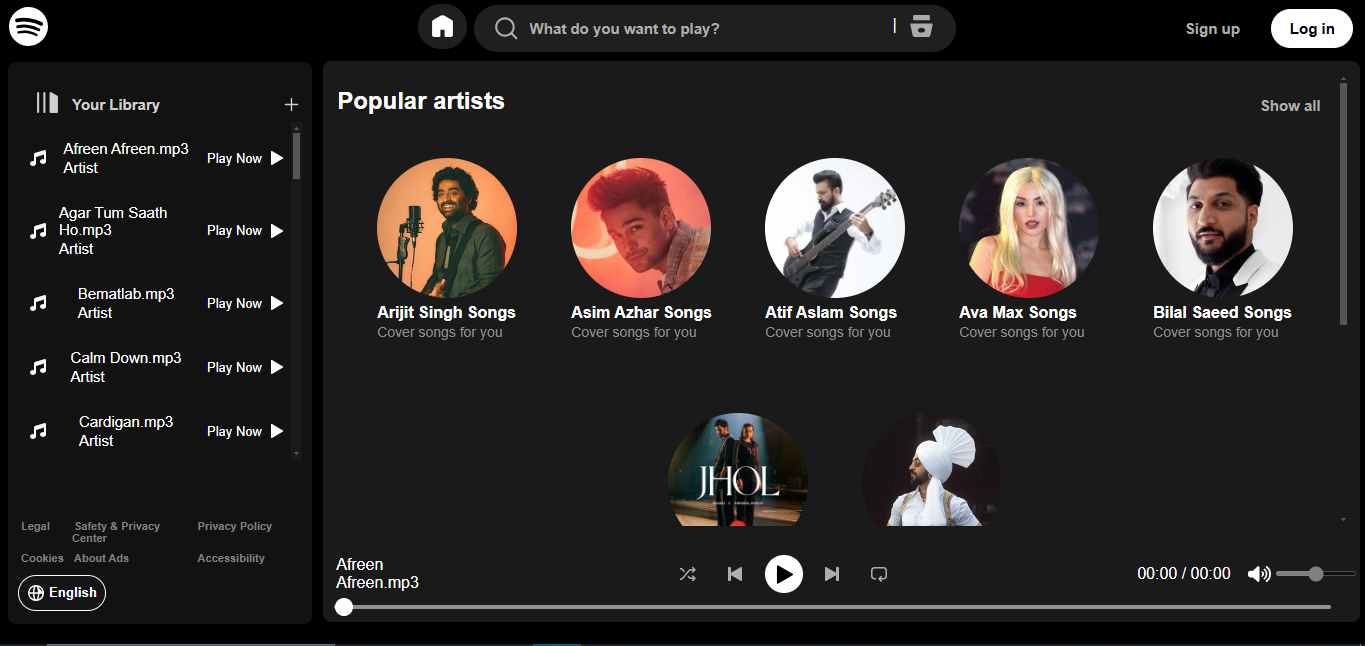 What do you want to play?
Sign up
Log in
Your Library
Popular artists
Show all
Afreen Afreen.mp3
Artist
Play Now
Agar Tum Saath
Ho.mp3
Artist
Play Now
Bematlab.mp3
Artist
Play Now
Calm Down.mp3
Artist
Play Now
Cardigan.mp3
Artist
Play Now
Arijit Singh Songs
Cover songs for you
Asim Azhar Songs
Cover songs for you
Atif Aslam Songs
Cover songs for you
Ava Max Songs
Cover songs for you
Bilal Saeed Songs
Cover songs for you
JHOL
Legal
Safety & Privacy
Center
Privacy Policy
Cookies
About Ads
Accessibility
English
Afreen
Afreen.mp3
00:00 / 00:00